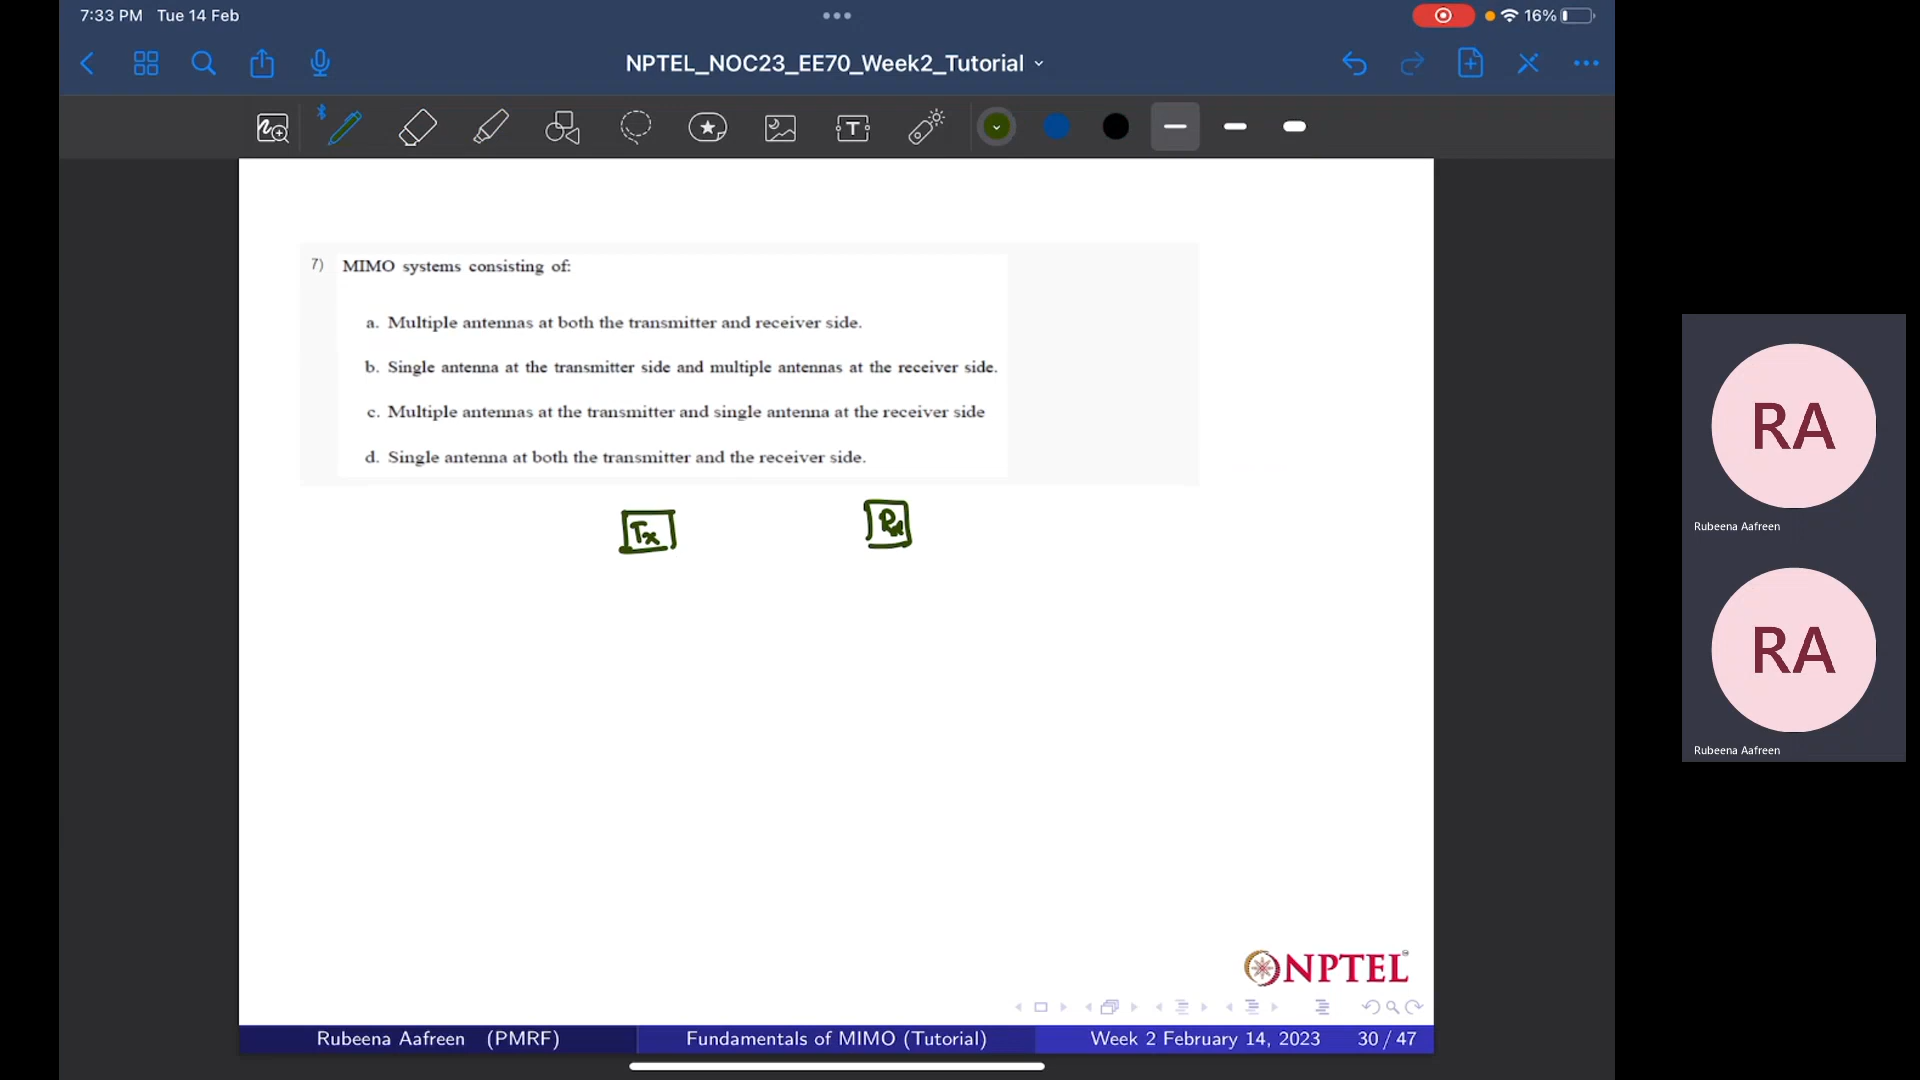 7:33 PM Tue 14 Feb
16%
NPTEL_NOC23_EE70_Week2_Tutorial
T
7) MIMO systems consisting of:
a. Multiple antennas at both the transmitter and receiver side.
b. Single antenna at the transmitter side and multiple antennas at the receiver side.
c. Multiple antennas at the transmitter and single antenna at the receiver side
d. Single antenna at both the transmitter and the receiver side.
Tx Rx
RA
Rubeena Aafreen
RA
Rubeena Aafreen
NPTEL
Rubeena Aafreen (PMRF) Fundamentals of MIMO (Tutorial) Week 2 February 14, 2023 30 / 47